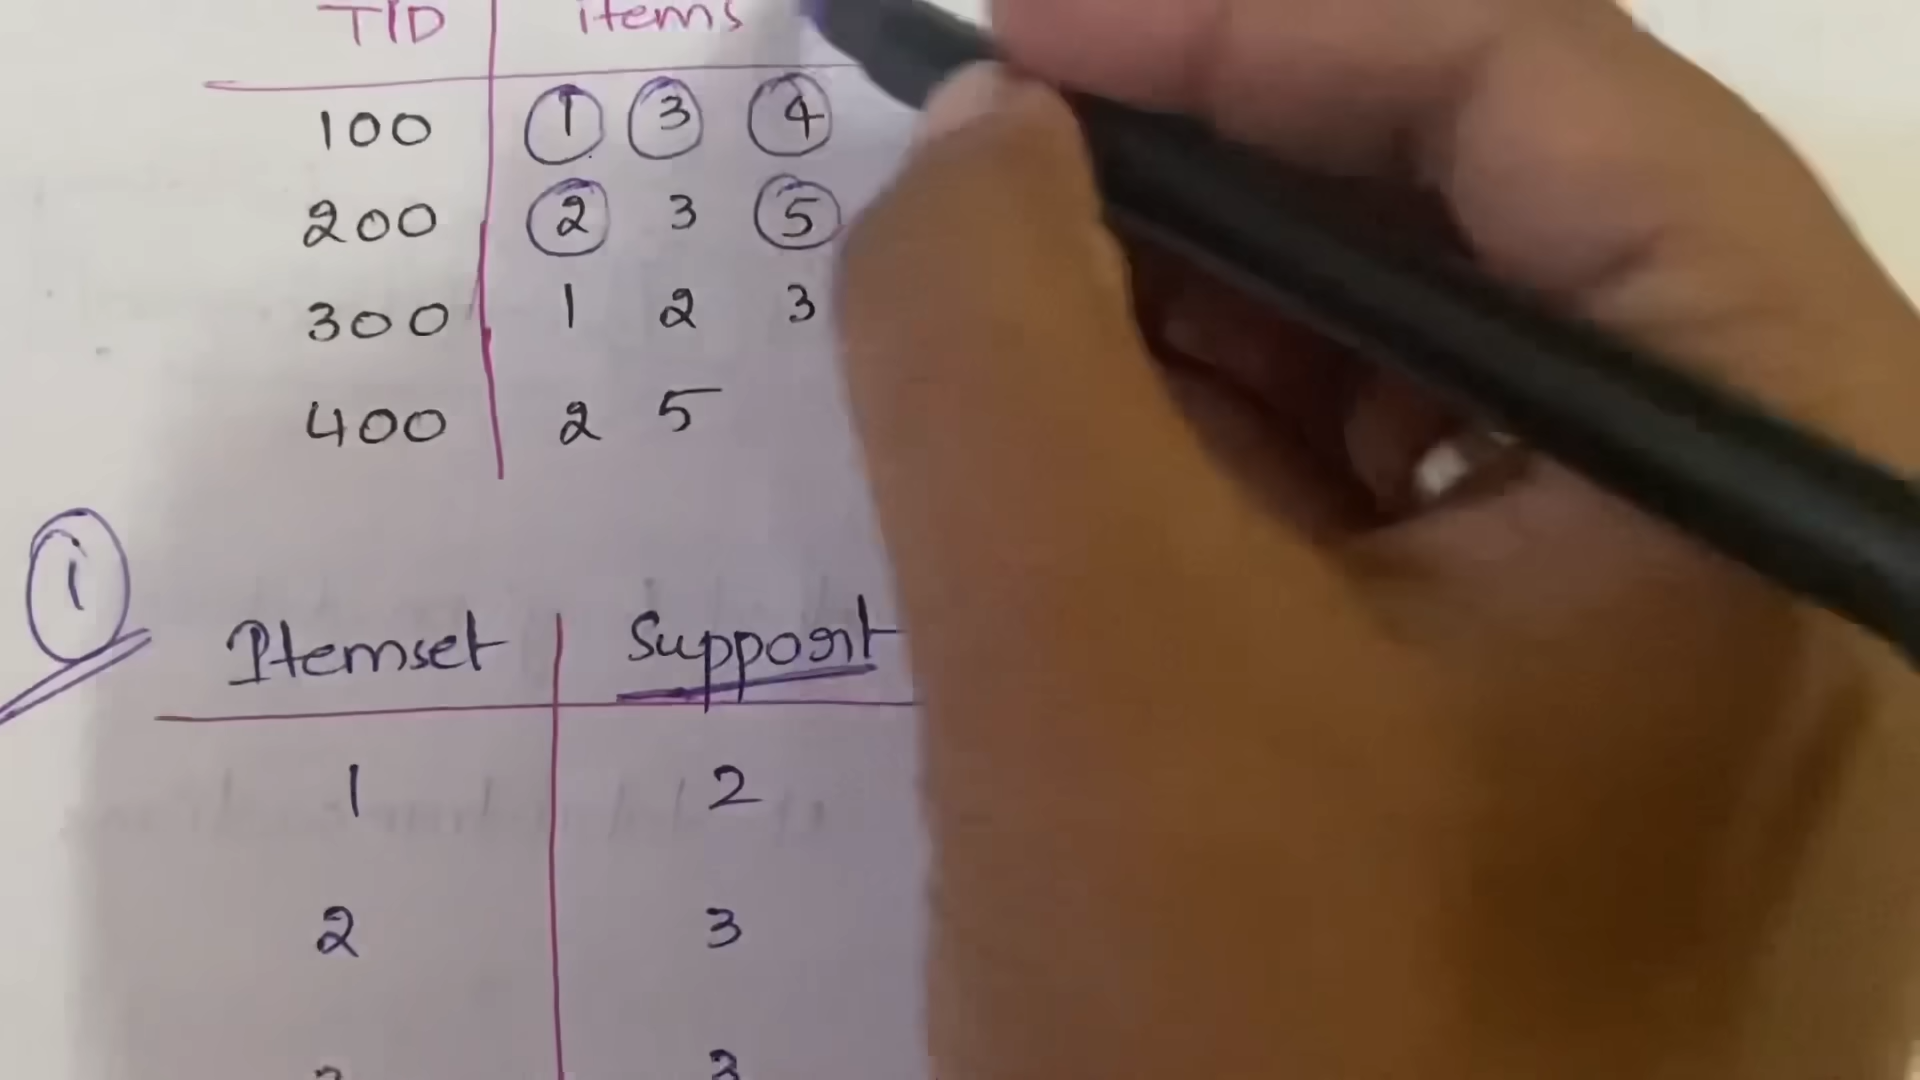 TID items
100 1 3 4
200 2 3 5
300 1 2 3
400 2 5
1
Itemset Support
1 2
2 3
3 3